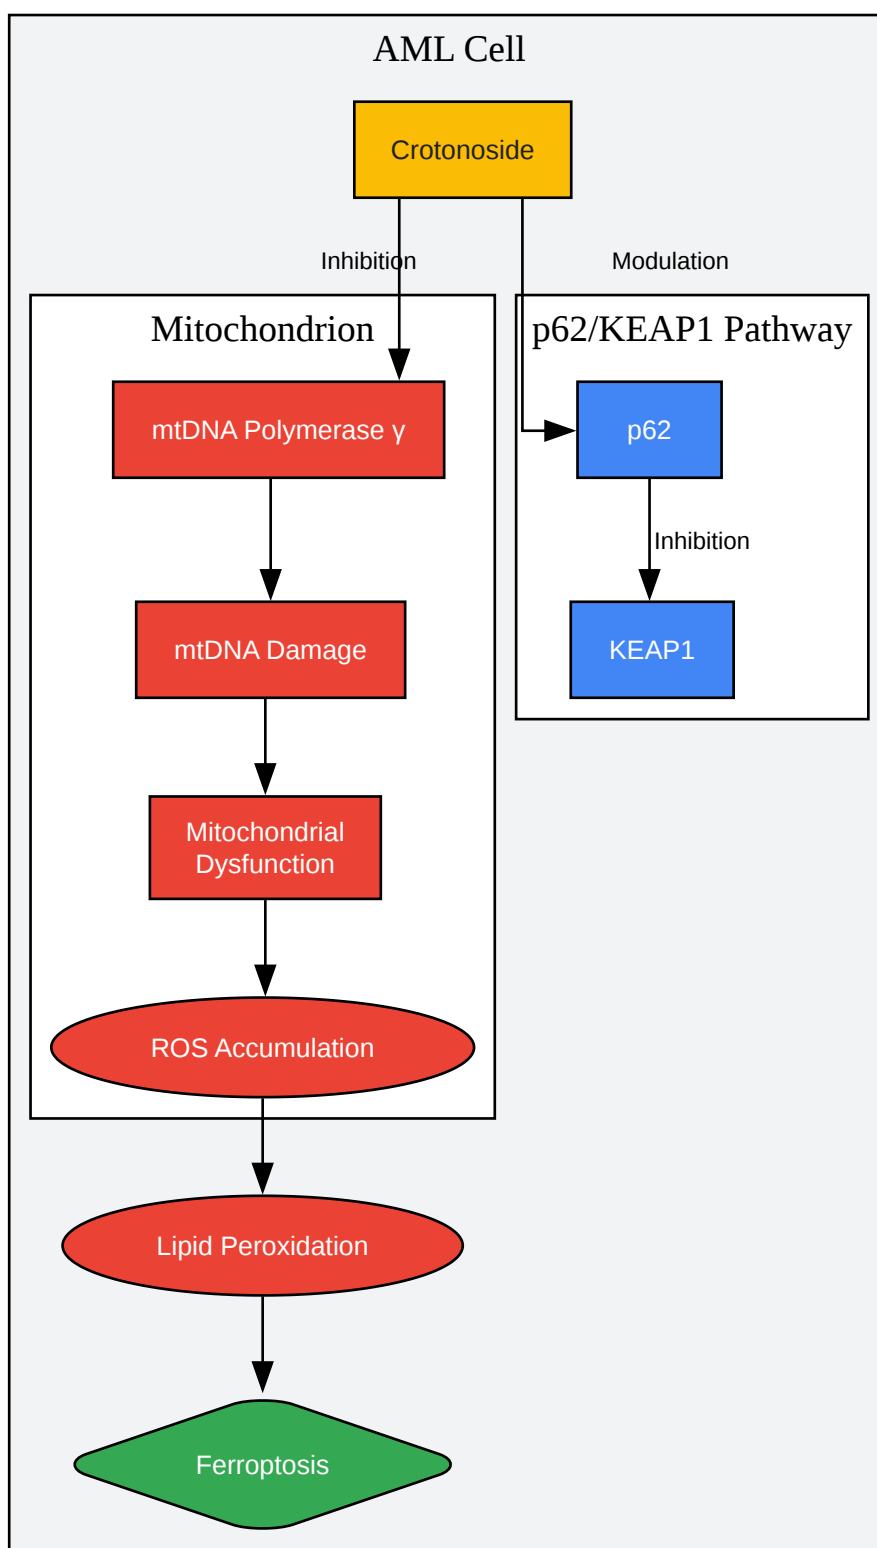 AML Cell
Crotonoside
Inhibition
Modulation
Mitochondrion
p62/KEAP1 Pathway
mtDNA Polymerase γ
p62
Inhibition
mtDNA Damage
KEAP1
Mitochondrial
Dysfunction
ROS Accumulation
Lipid Peroxidation
Ferroptosis